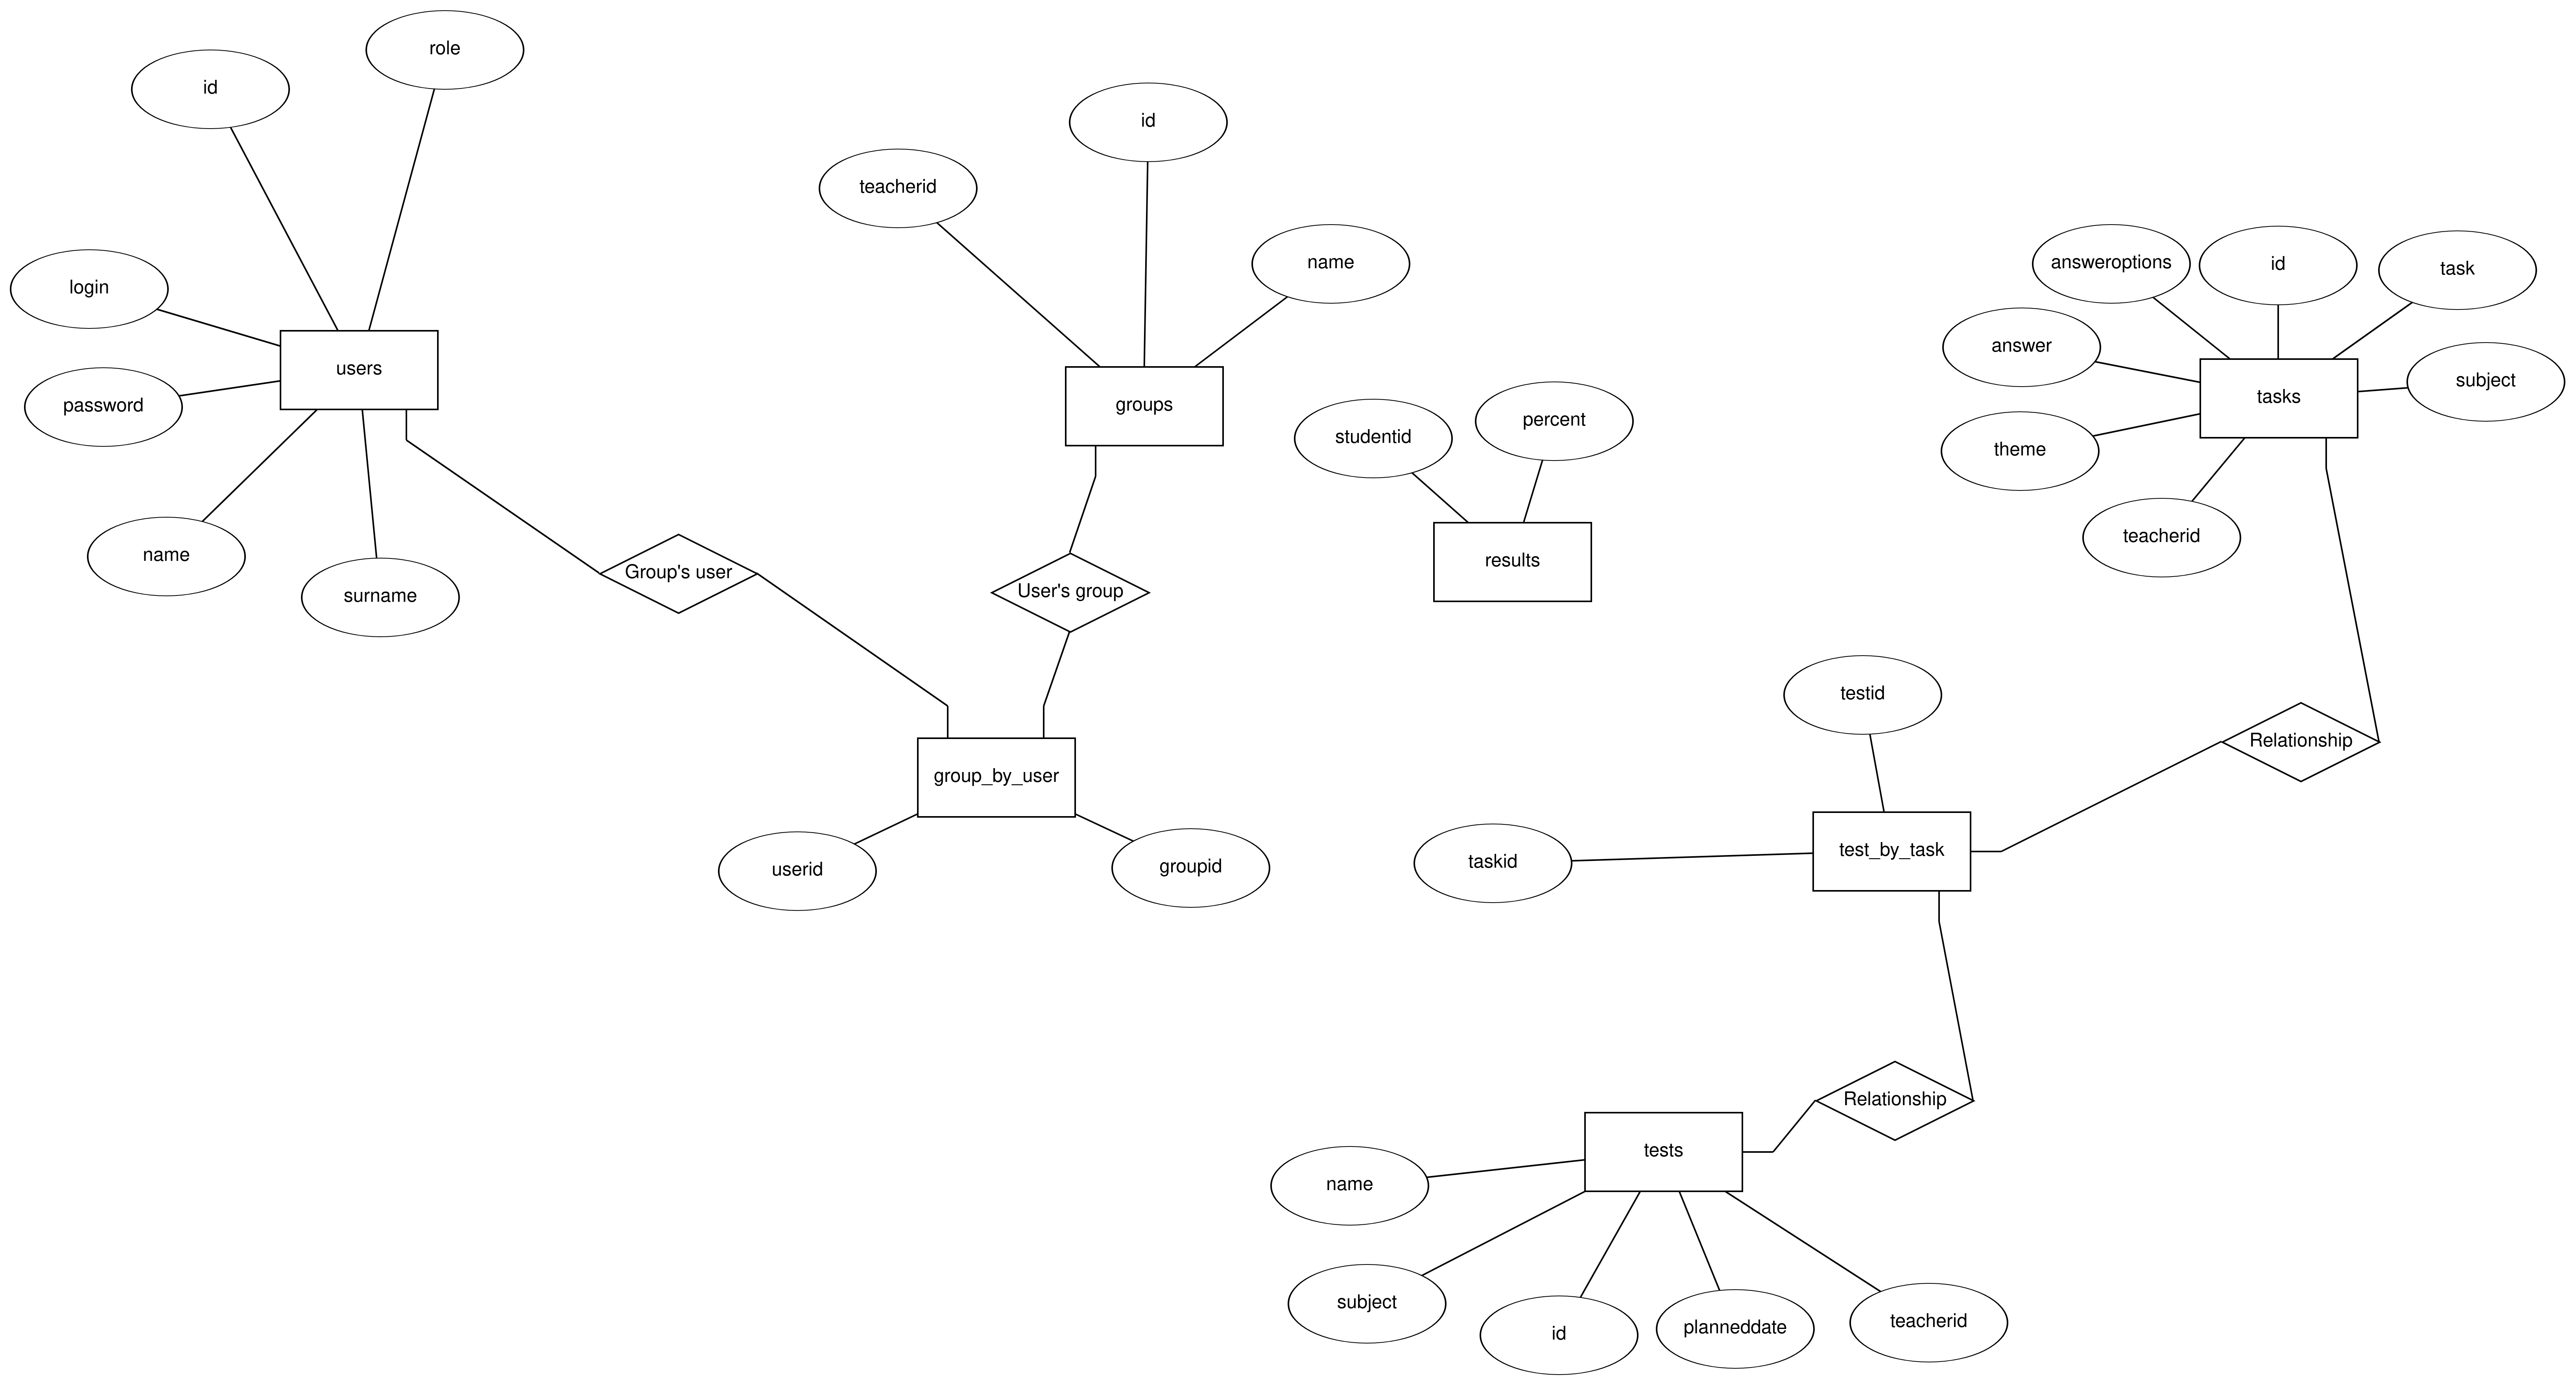 role
id
id
teacherid
name
answeroptions
id
task
login
users
answer
subject
tasks
password
groups
percent
studentid
theme
teacherid
results
name
surname
Group's user
User's group
testid
Relationship
group_by_user
test_by_task
taskid
userid
groupid
Relationship
tests
name
subject
id
planneddate
teacherid